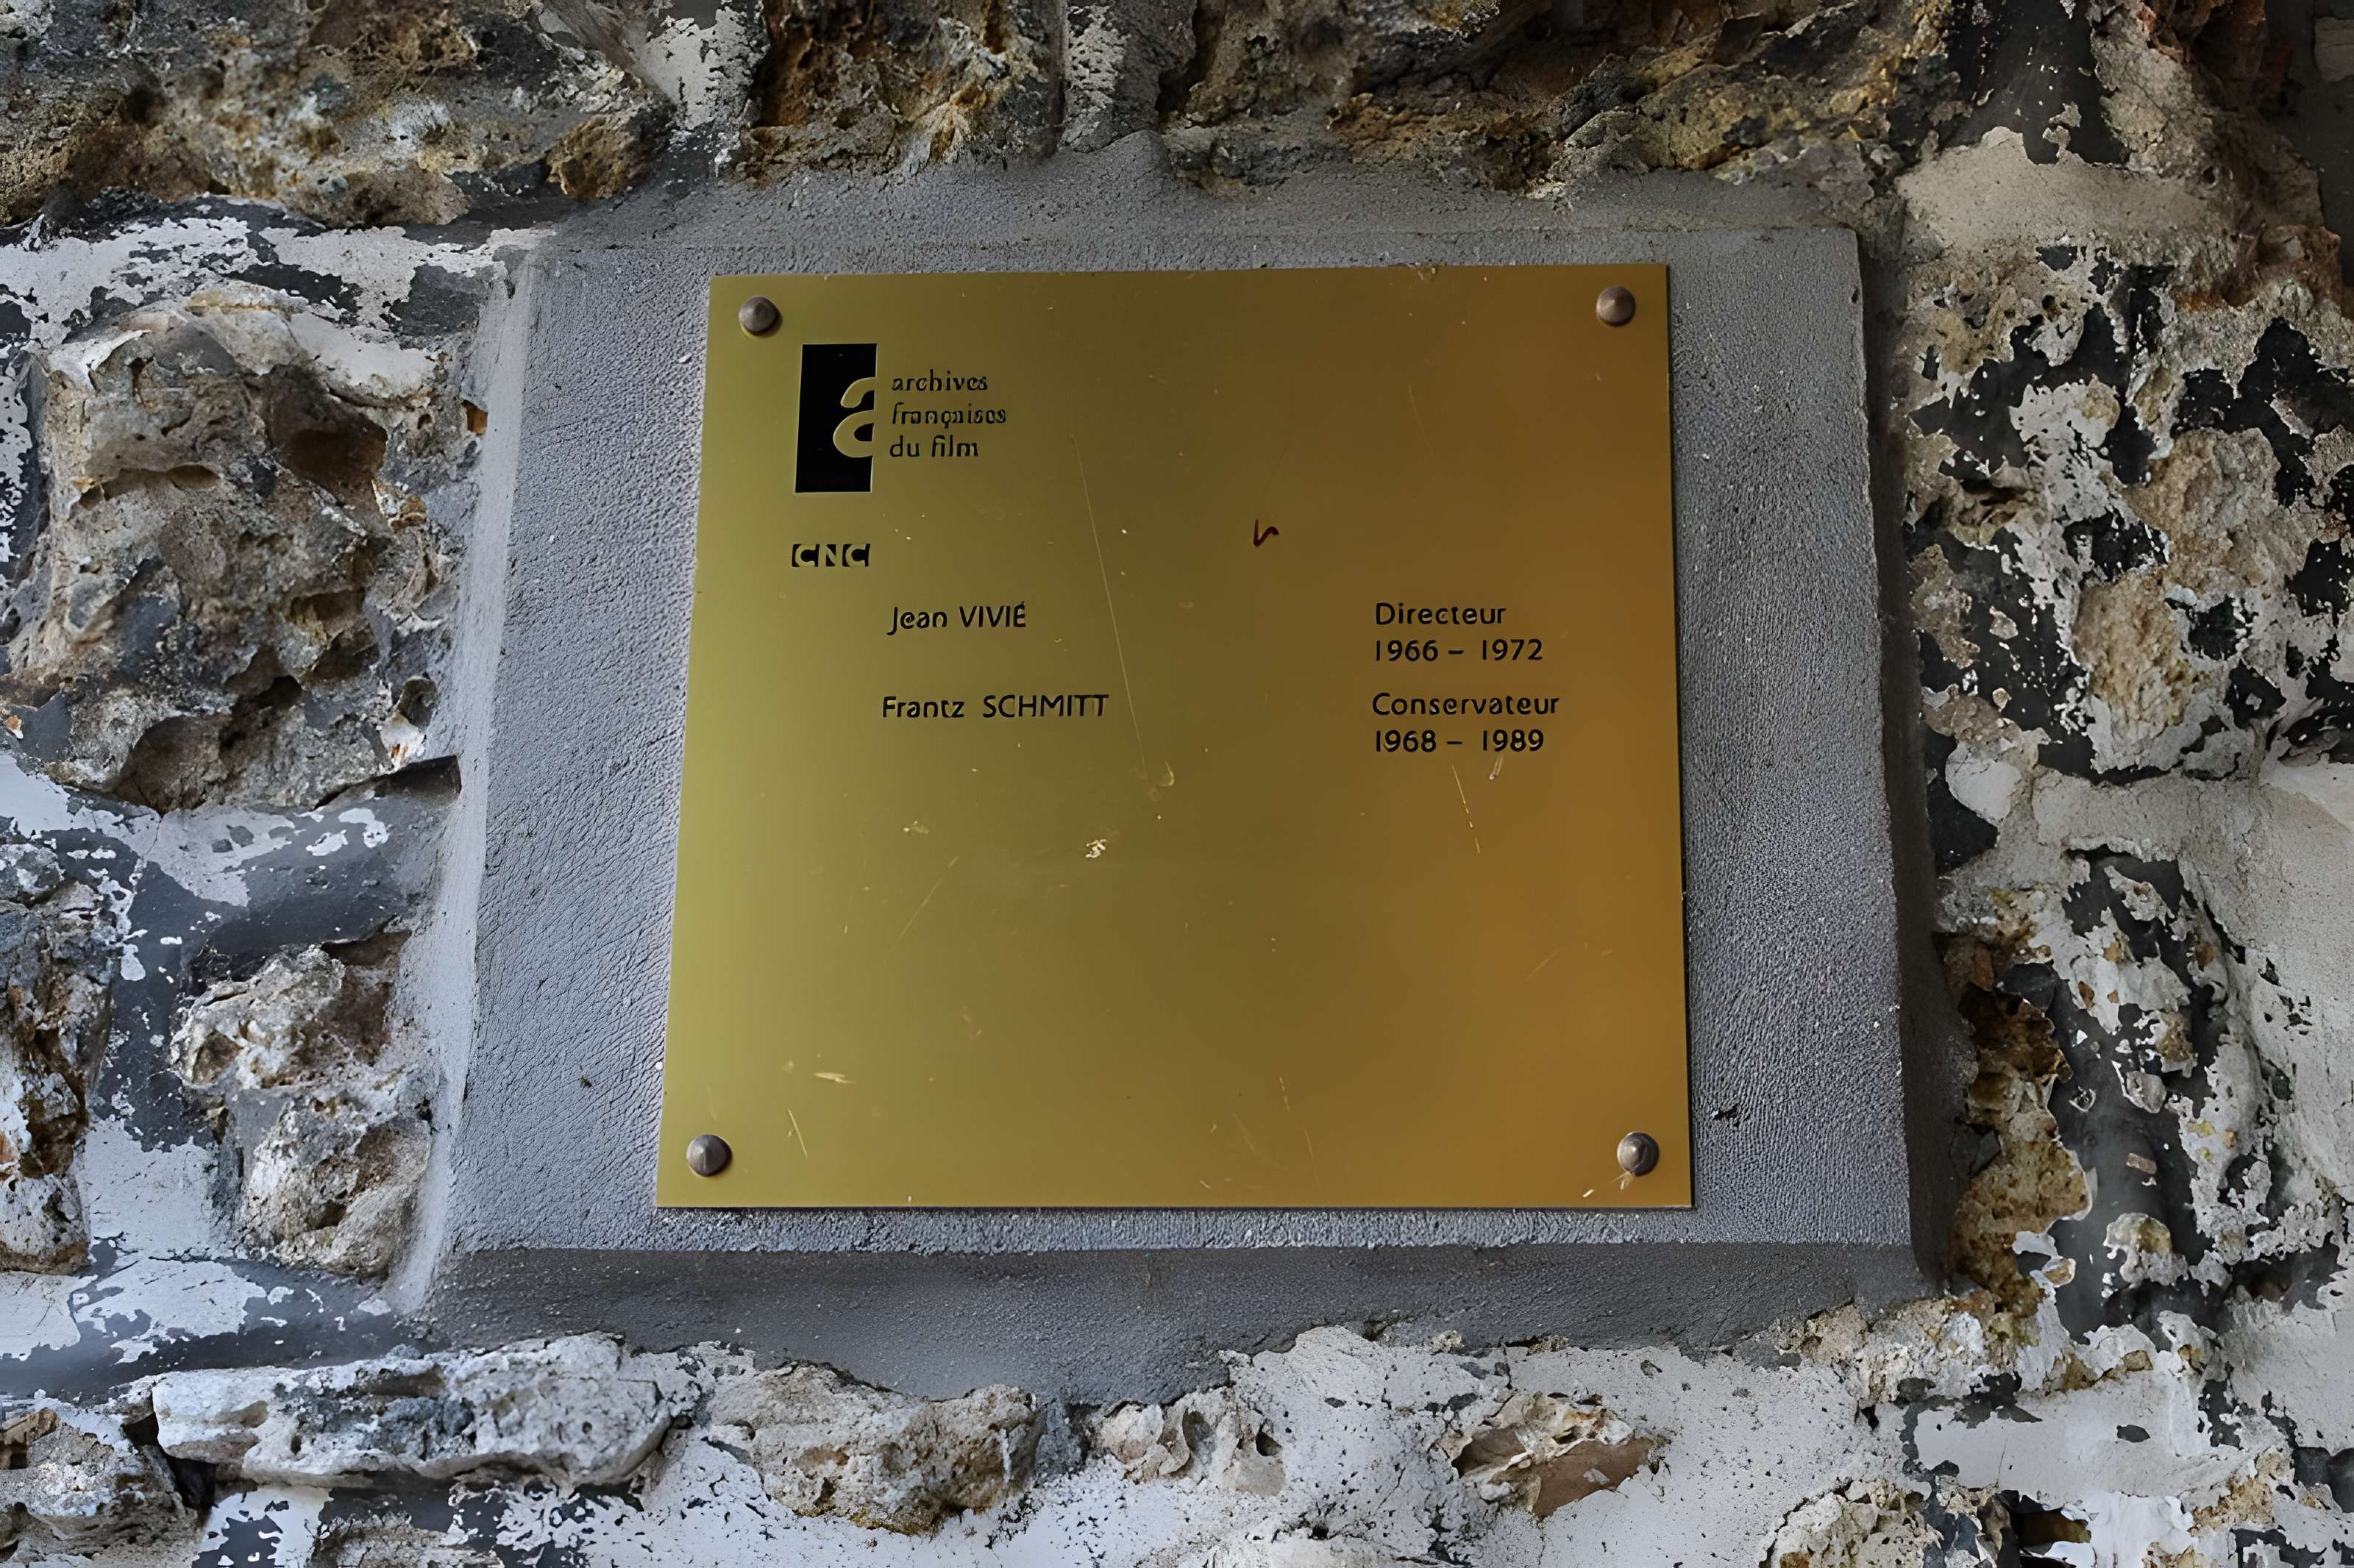 a
archives
françaises
du film
CNC
Jean VIVIÉ
Directeur
1966 – 1972
Frantz SCHMITT
Conservateur
1968 – 1989